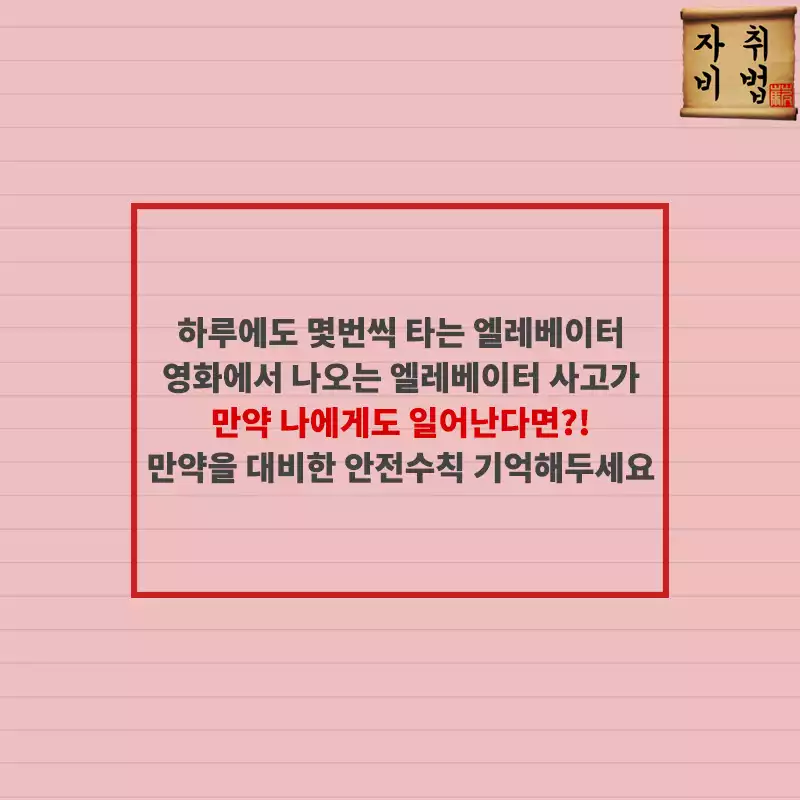 자취
비법
하루에도 몇번씩 타는 엘레베이터
영화에서 나오는 엘레베이터 사고가
만약 나에게도 일어난다면?!
만약을 대비한 안전수칙 기억해두세요